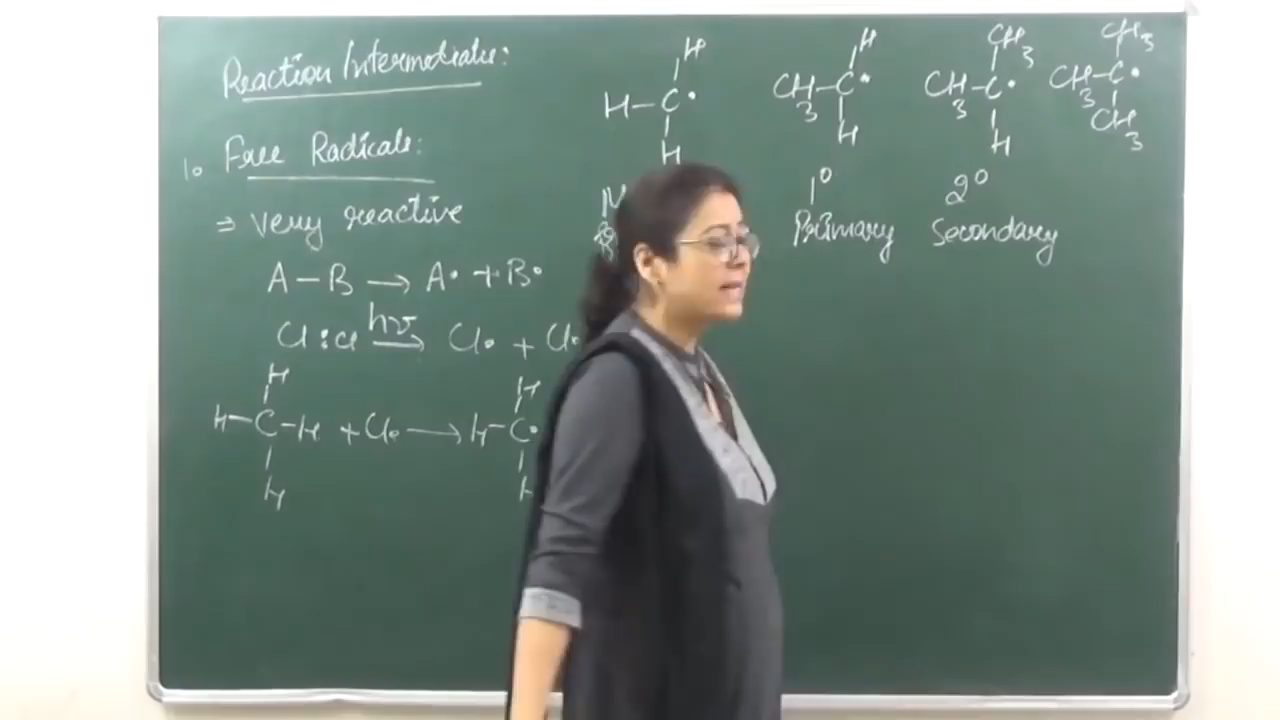 Reaction Intermediate:
1. Free Radicals:
⇒ very reactive
A — B → A• + B•
Cl : Cl hν → Cl• + Cl•
H
H — C — H + Cl• → H — C•
H
H
H
H
H — C•
H
H
CH3 — C•
H
CH3
CH3 — C•
H
CH3
CH3 — C•
CH3
1°
Primary
2°
Secondary